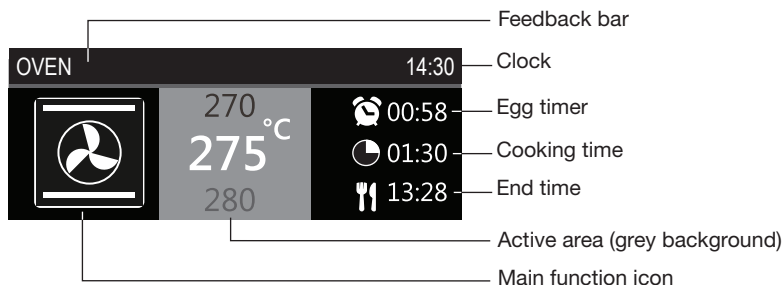 Feedback bar
OVEN 14:30 Clock
270
00:58 Egg timer
275°C
01:30 Cooking time
280
13:28 End time
Active area (grey background)
Main function icon